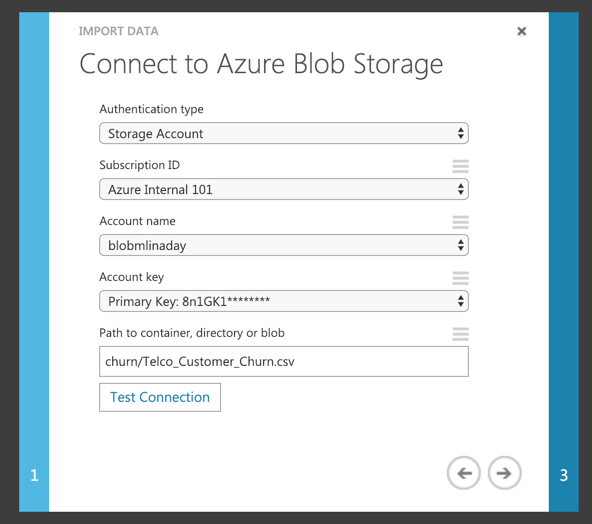 IMPORT DATA
Connect to Azure Blob Storage
Authentication type
Storage Account
Subscription ID
Azure Internal 101
Account name
blobmlinaday
Account key
Primary Key: 8n1GK1********
Path to container, directory or blob
churn/Telco_Customer_Churn.csv
Test Connection
1
3